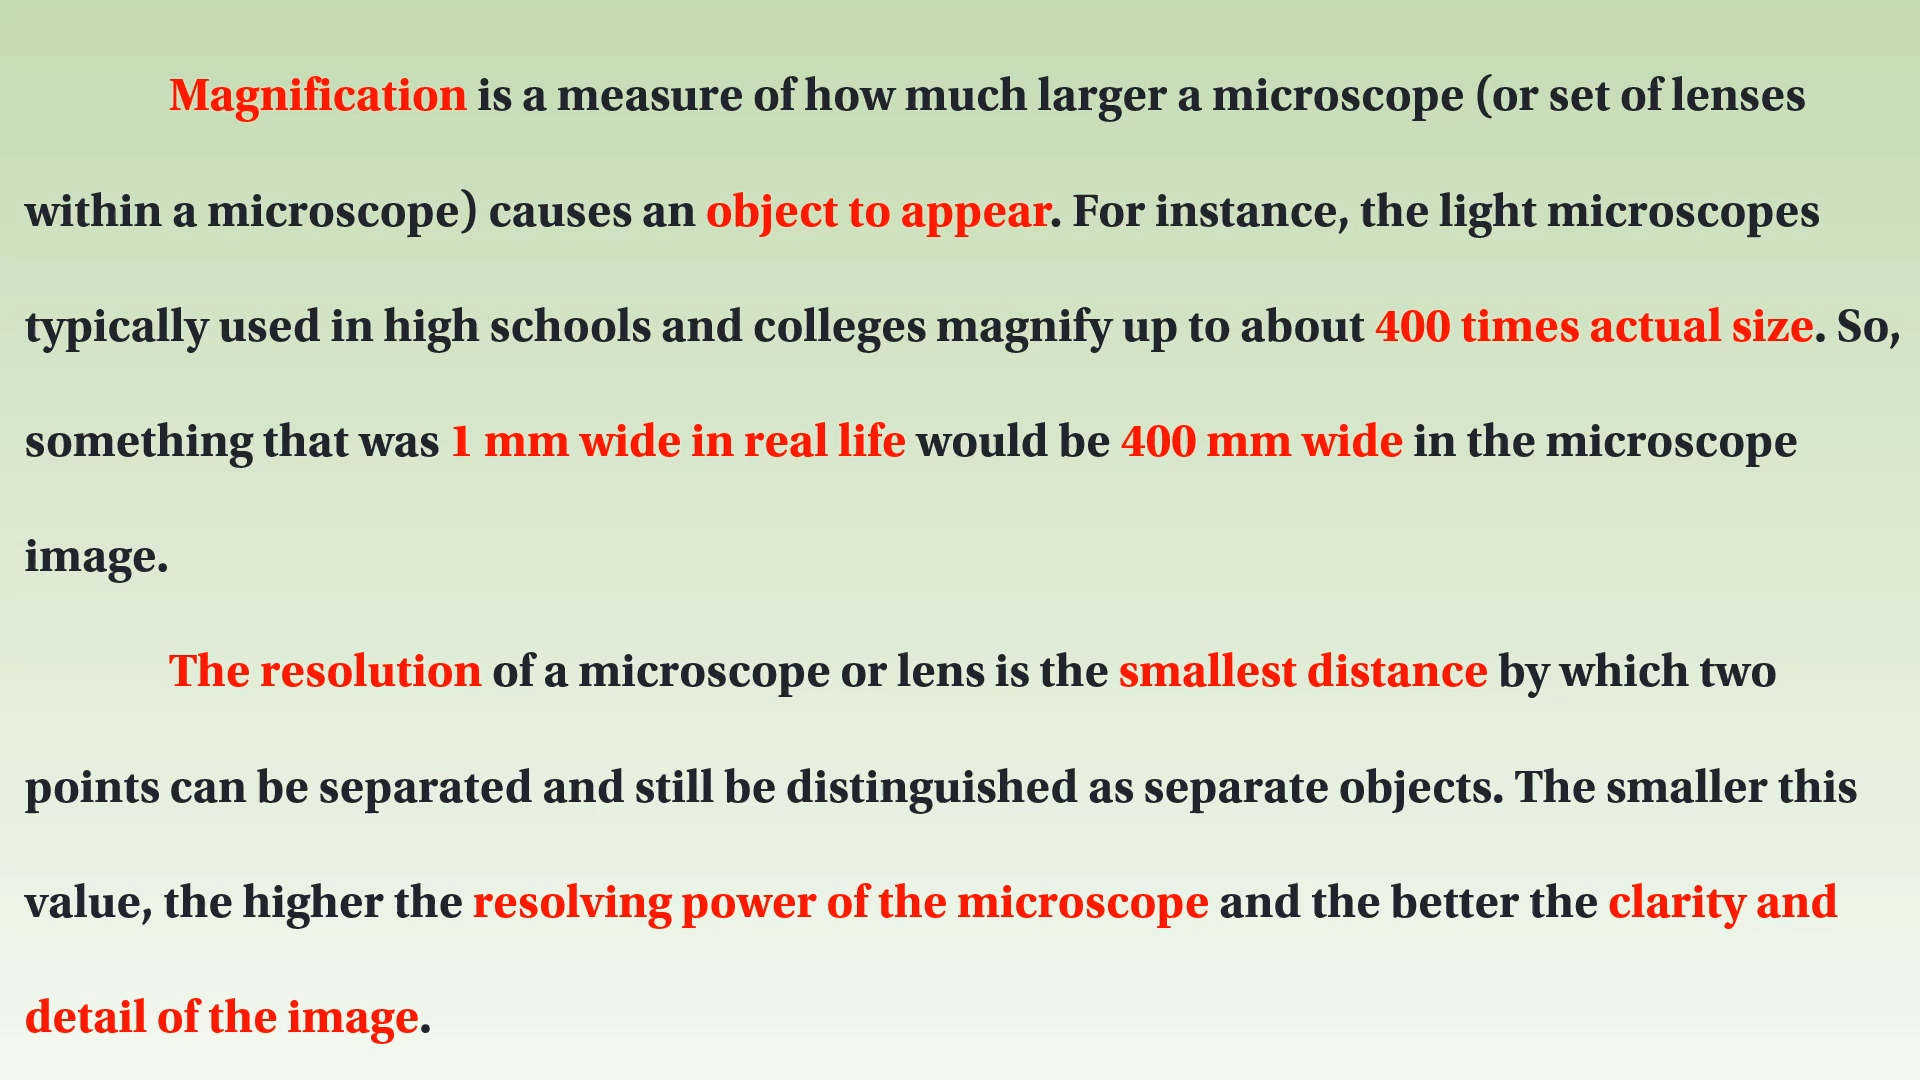 Magnification is a measure of how much larger a microscope (or set of lenses
within a microscope) causes an object to appear. For instance, the light microscopes
typically used in high schools and colleges magnify up to about 400 times actual size. So,
something that was 1 mm wide in real life would be 400 mm wide in the microscope
image.
The resolution of a microscope or lens is the smallest distance by which two
points can be separated and still be distinguished as separate objects. The smaller this
value, the higher the resolving power of the microscope and the better the clarity and
detail of the image.